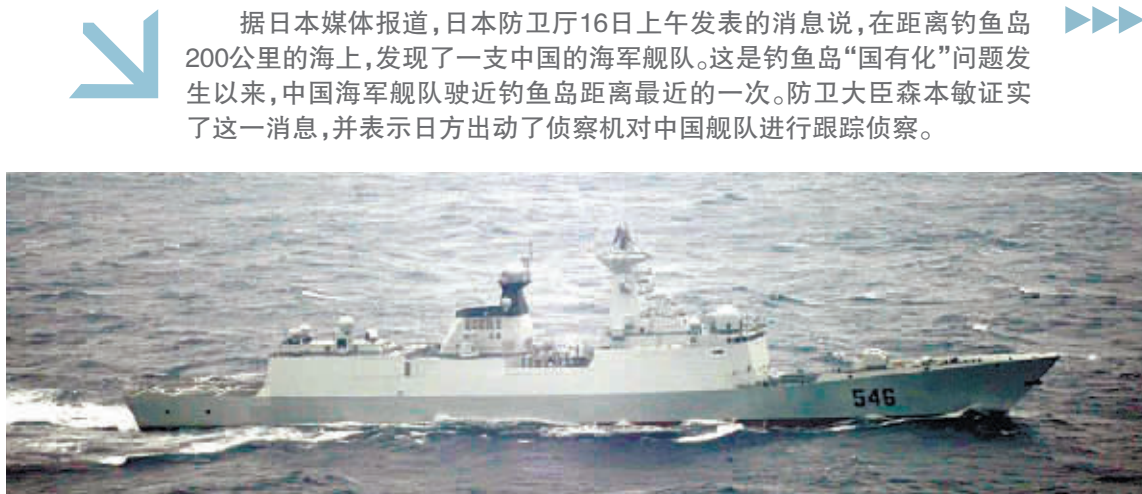 据日本媒体报道,日本防卫厅16日上午发表的消息说,在距离钓鱼岛
200公里的海上,发现了一支中国的海军舰队。这是钓鱼岛“国有化”问题发
生以来,中国海军舰队驶近钓鱼岛距离最近的一次。防卫大臣森本敏证实
了这一消息,并表示日方出动了侦察机对中国舰队进行跟踪侦察。
546